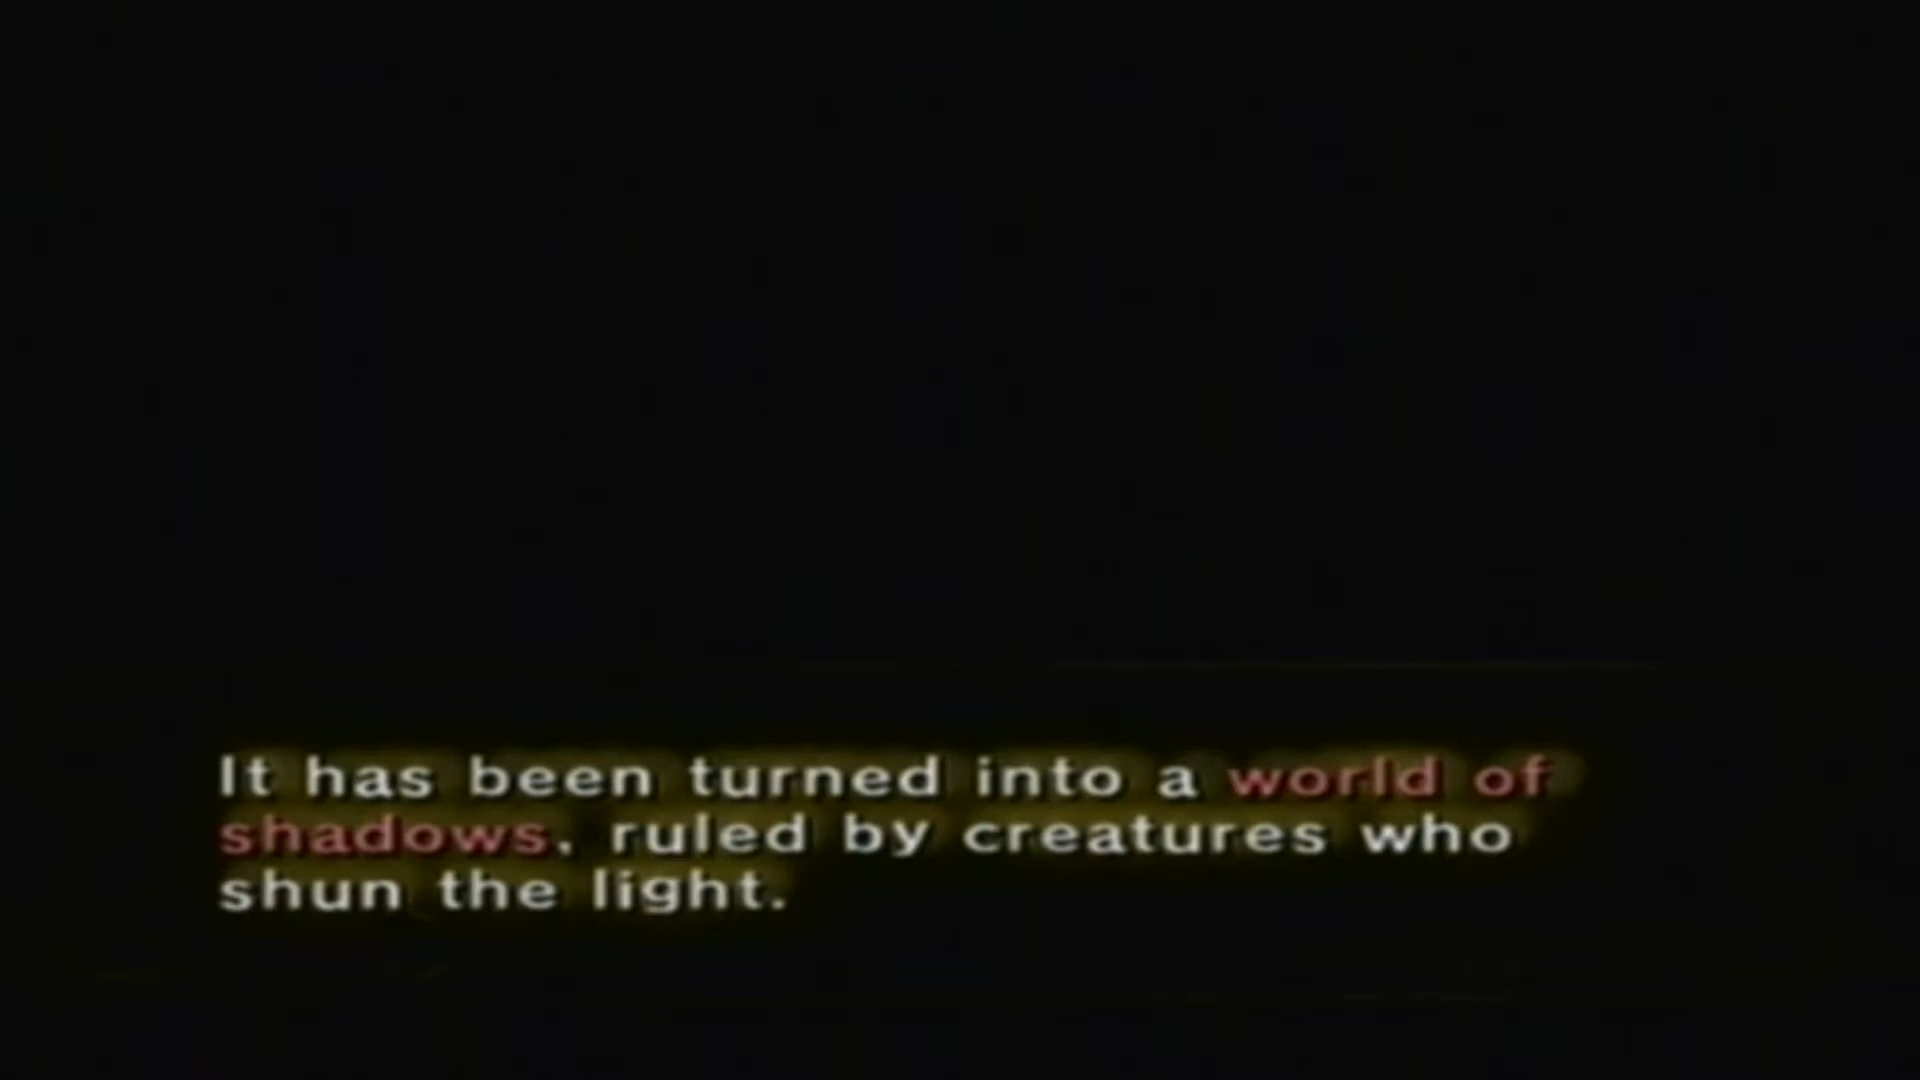 It has been turned into a world of
shadows, ruled by creatures who
shun the light.